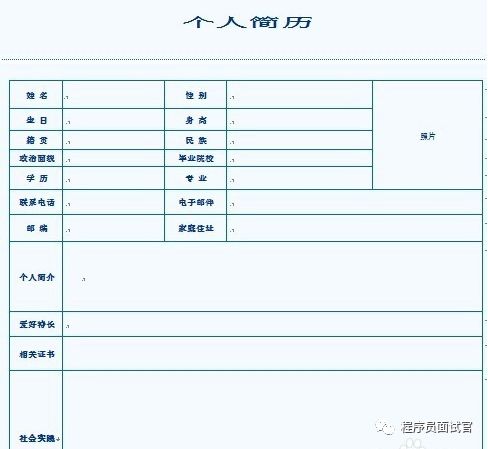 个人简历
姓 名 性 别
生 日 身 高 照片
籍 贯 民 族
政治面貌 毕业院校
学 历 专 业
联系电话 电子邮件
邮 编 家庭住址
个人简介
爱好特长
相关证书
社会实践
程序员面试官